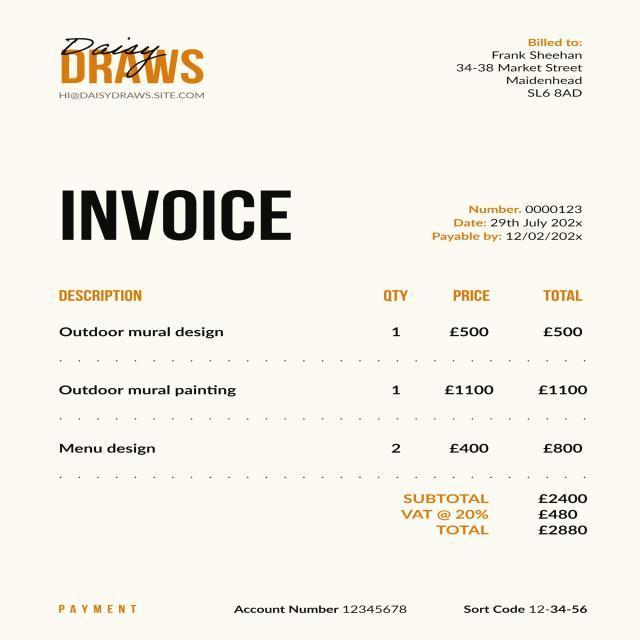 Daisy
DRAWS
HI@DAISYDRAWS.SITE.COM
Billed to:
Frank Sheehan
34-38 Market Street
Maidenhead
SL6 8AD
INVOICE
Number. 0000123
Date: 29th July 202x
Payable by: 12/02/202x
DESCRIPTION QTY PRICE TOTAL
Outdoor mural design 1 £500 £500
Outdoor mural painting 1 £1100 £1100
Menu design 2 £400 £800
SUBTOTAL £2400
VAT @ 20% £480
TOTAL £2880
PAYMENT Account Number 12345678 Sort Code 12-34-56